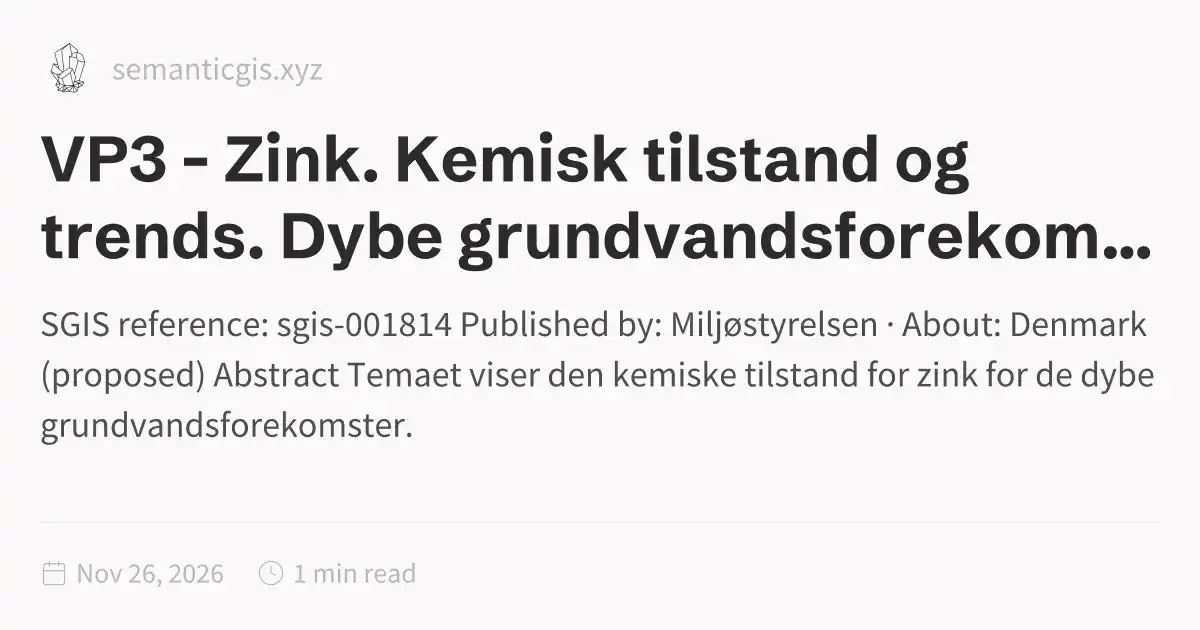 semanticgis.xyz
VP3 - Zink. Kemisk tilstand og
trends. Dybe grundvandsforekom...
SGIS reference: sgis-001814 Published by: Miljøstyrelsen · About: Denmark
(proposed) Abstract Temaet viser den kemiske tilstand for zink for de dybe
grundvandsforekomster.
Nov 26, 2026 1 min read